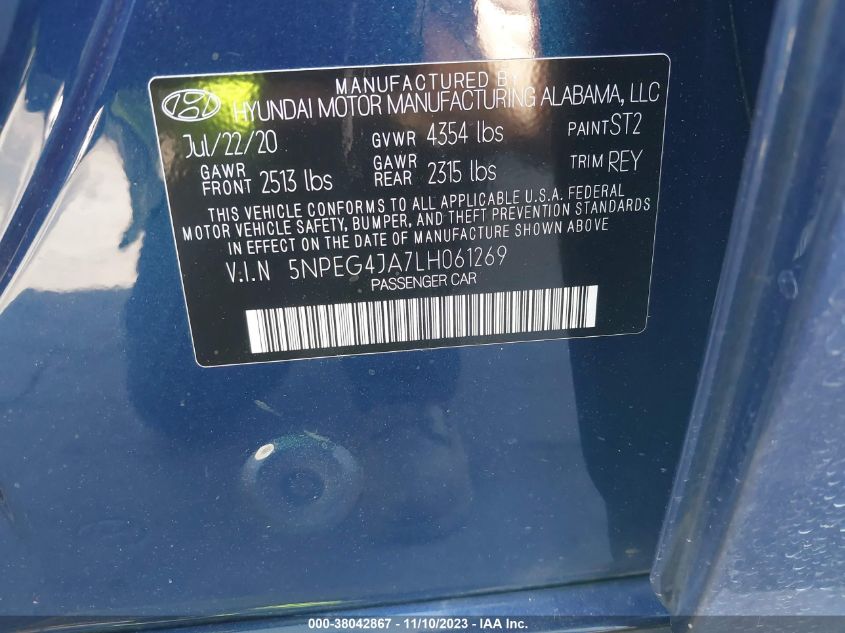 MANUFACTURED BY
HYUNDAI MOTOR MANUFACTURING ALABAMA, LLC
Jul/22/20 GVWR 4354 lbs PAINT ST2
GAWR FRONT 2513 lbs GAWR REAR 2315 lbs TRIM REY
THIS VEHICLE CONFORMS TO ALL APPLICABLE U.S.A. FEDERAL
MOTOR VEHICLE SAFETY, BUMPER, AND THEFT PREVENTION STANDARDS
IN EFFECT ON THE DATE OF MANUFACTURE SHOWN ABOVE
V.I.N 5NPEG4JA7LH061269
PASSENGER CAR
000-38042867 - 11/10/2023 - IAA Inc.